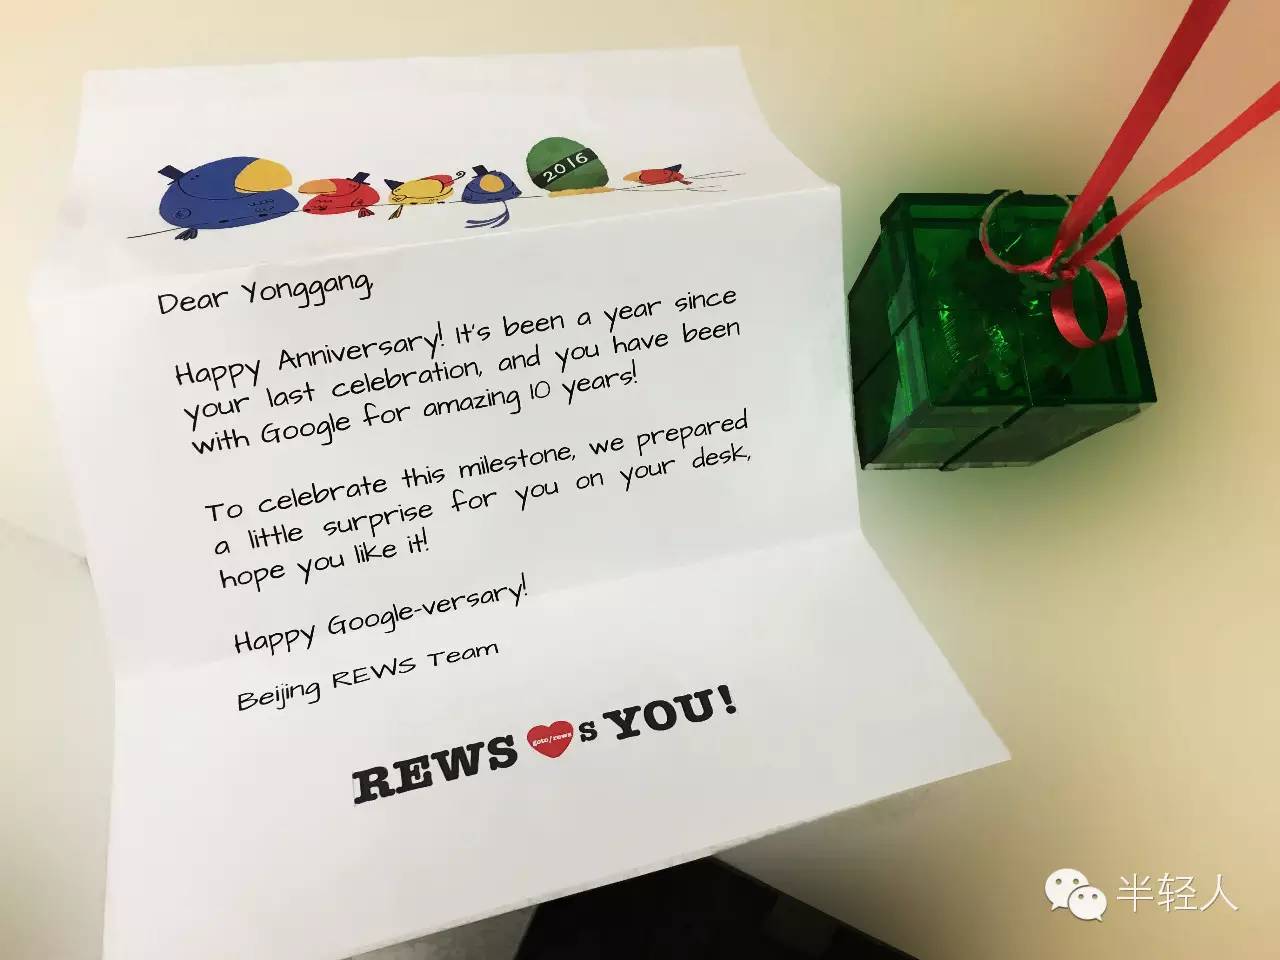 2016
Dear Yonggang,
Happy Anniversary! It's been a year since
your last celebration, and you have been
with Google for amazing 10 years!
To celebrate this milestone, we prepared
a little surprise for you on your desk,
hope you like it!
Happy Google-versary!
Beijing REWS Team
REWS goto/rews s YOU!
半轻人